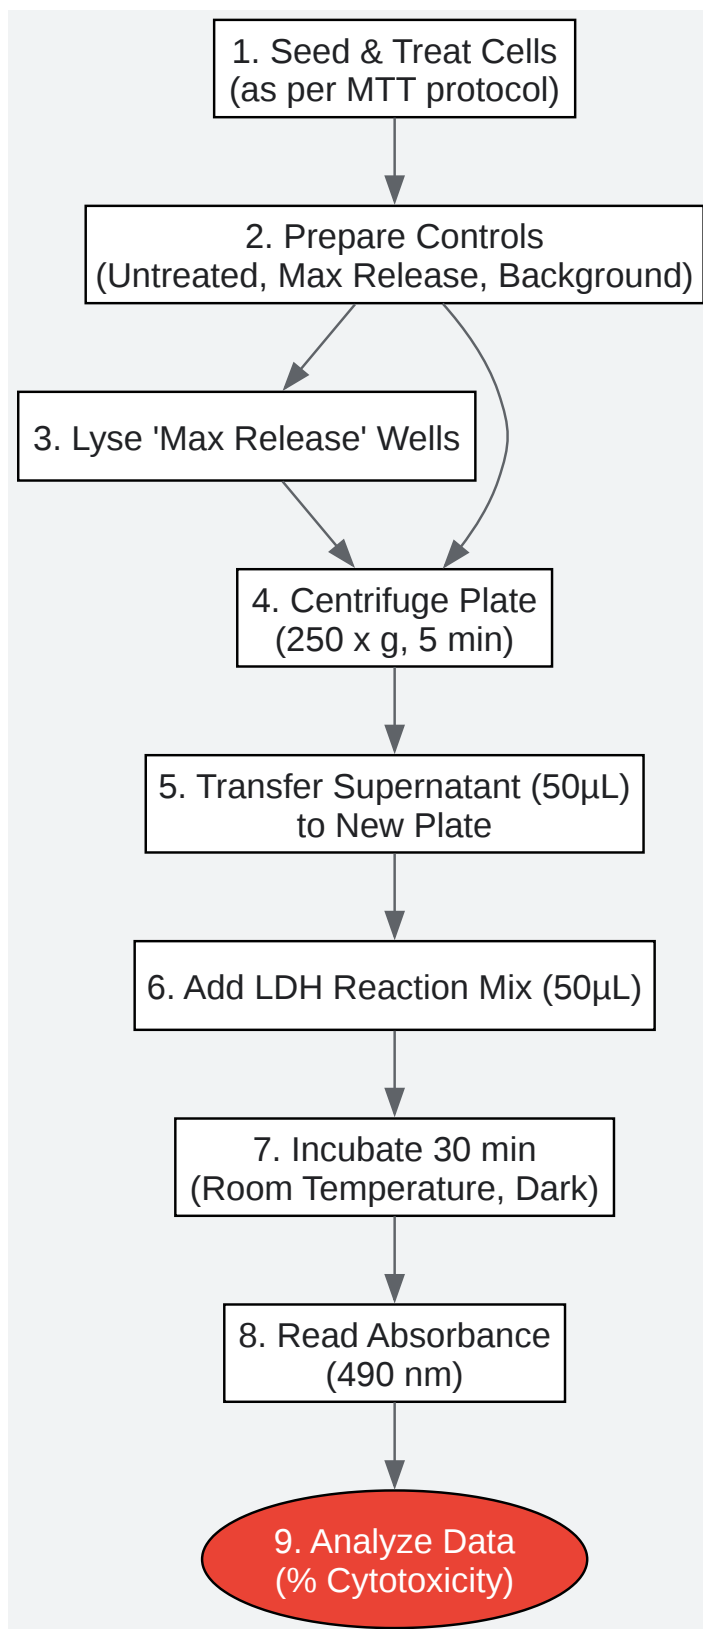 1. Seed & Treat Cells
(as per MTT protocol)
2. Prepare Controls
(Untreated, Max Release, Background)
3. Lyse 'Max Release' Wells
4. Centrifuge Plate
(250 x g, 5 min)
5. Transfer Supernatant (50µL)
to New Plate
6. Add LDH Reaction Mix (50µL)
7. Incubate 30 min
(Room Temperature, Dark)
8. Read Absorbance
(490 nm)
9. Analyze Data
(% Cytotoxicity)